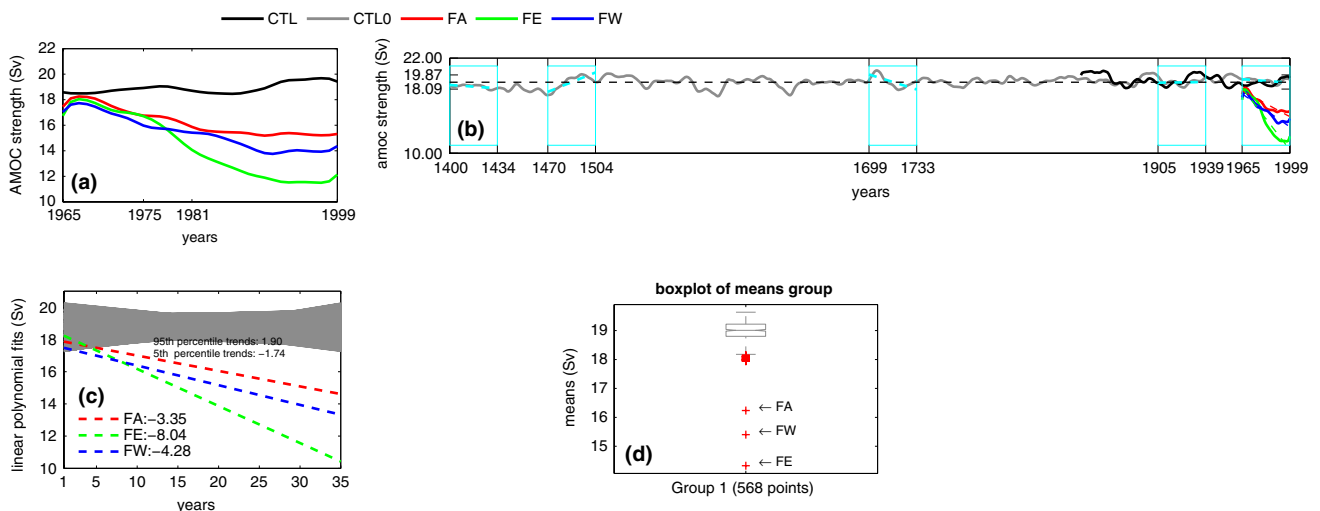 CTL CTL0 FA FE FW
AMOC strength (Sv)
22
20
18
16
14
12
10
(a)
1965 1975 1981 1999
years
amoc strength (Sv)
22.00
19.87
18.09
10.00
(b)
1400 1434 1470 1504 1699 1733 1905 1939 1965 1999
years
linear polynomial fits (Sv)
20
18
16
14
12
10
95th percentile trends: 1.90
5th percentile trends: −1.74
(c)
FA:−3.35
FE:−8.04
FW:−4.28
1 5 10 15 20 25 30 35
years
boxplot of means group
means (Sv)
19
18
17
16
15
← FA
← FW
← FE
(d)
Group 1 (568 points)